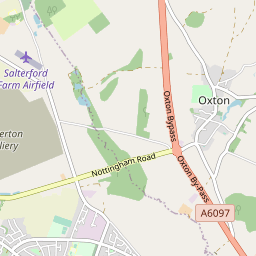 Salterford
Farm Airfield
Oxton
Oxton Bypass
erton
liery
Nottingham Road
Oxton By-Pass
A6097